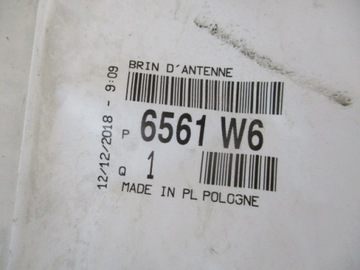 BRIN D'ANTENNE
12/12/2018 - 9:09
P 6561 W6
Q 1
MADE IN PL POLOGNE